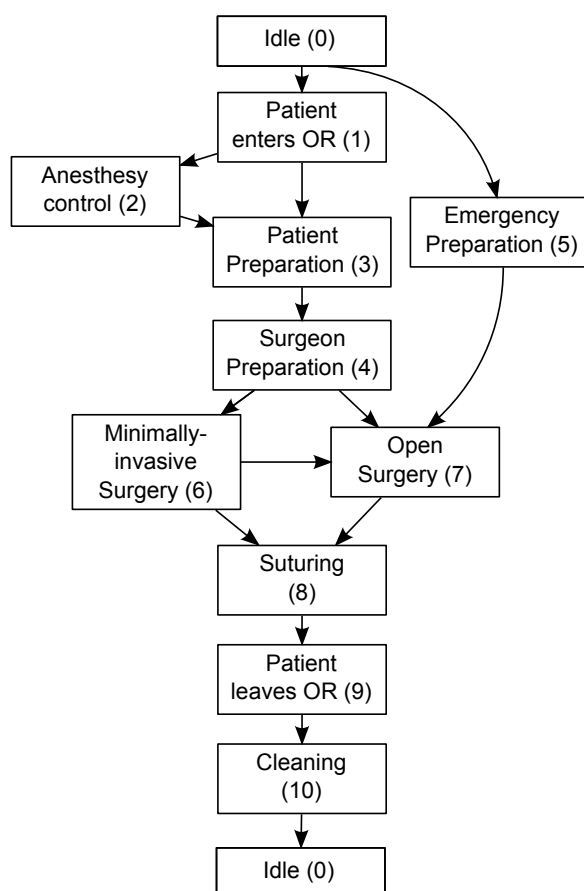 Idle (0)
Patient
enters OR (1)
Anesthesy
control (2)
Emergency
Preparation (5)
Patient
Preparation (3)
Surgeon
Preparation (4)
Minimally-
invasive
Surgery (6)
Open
Surgery (7)
Suturing
(8)
Patient
leaves OR (9)
Cleaning
(10)
Idle (0)